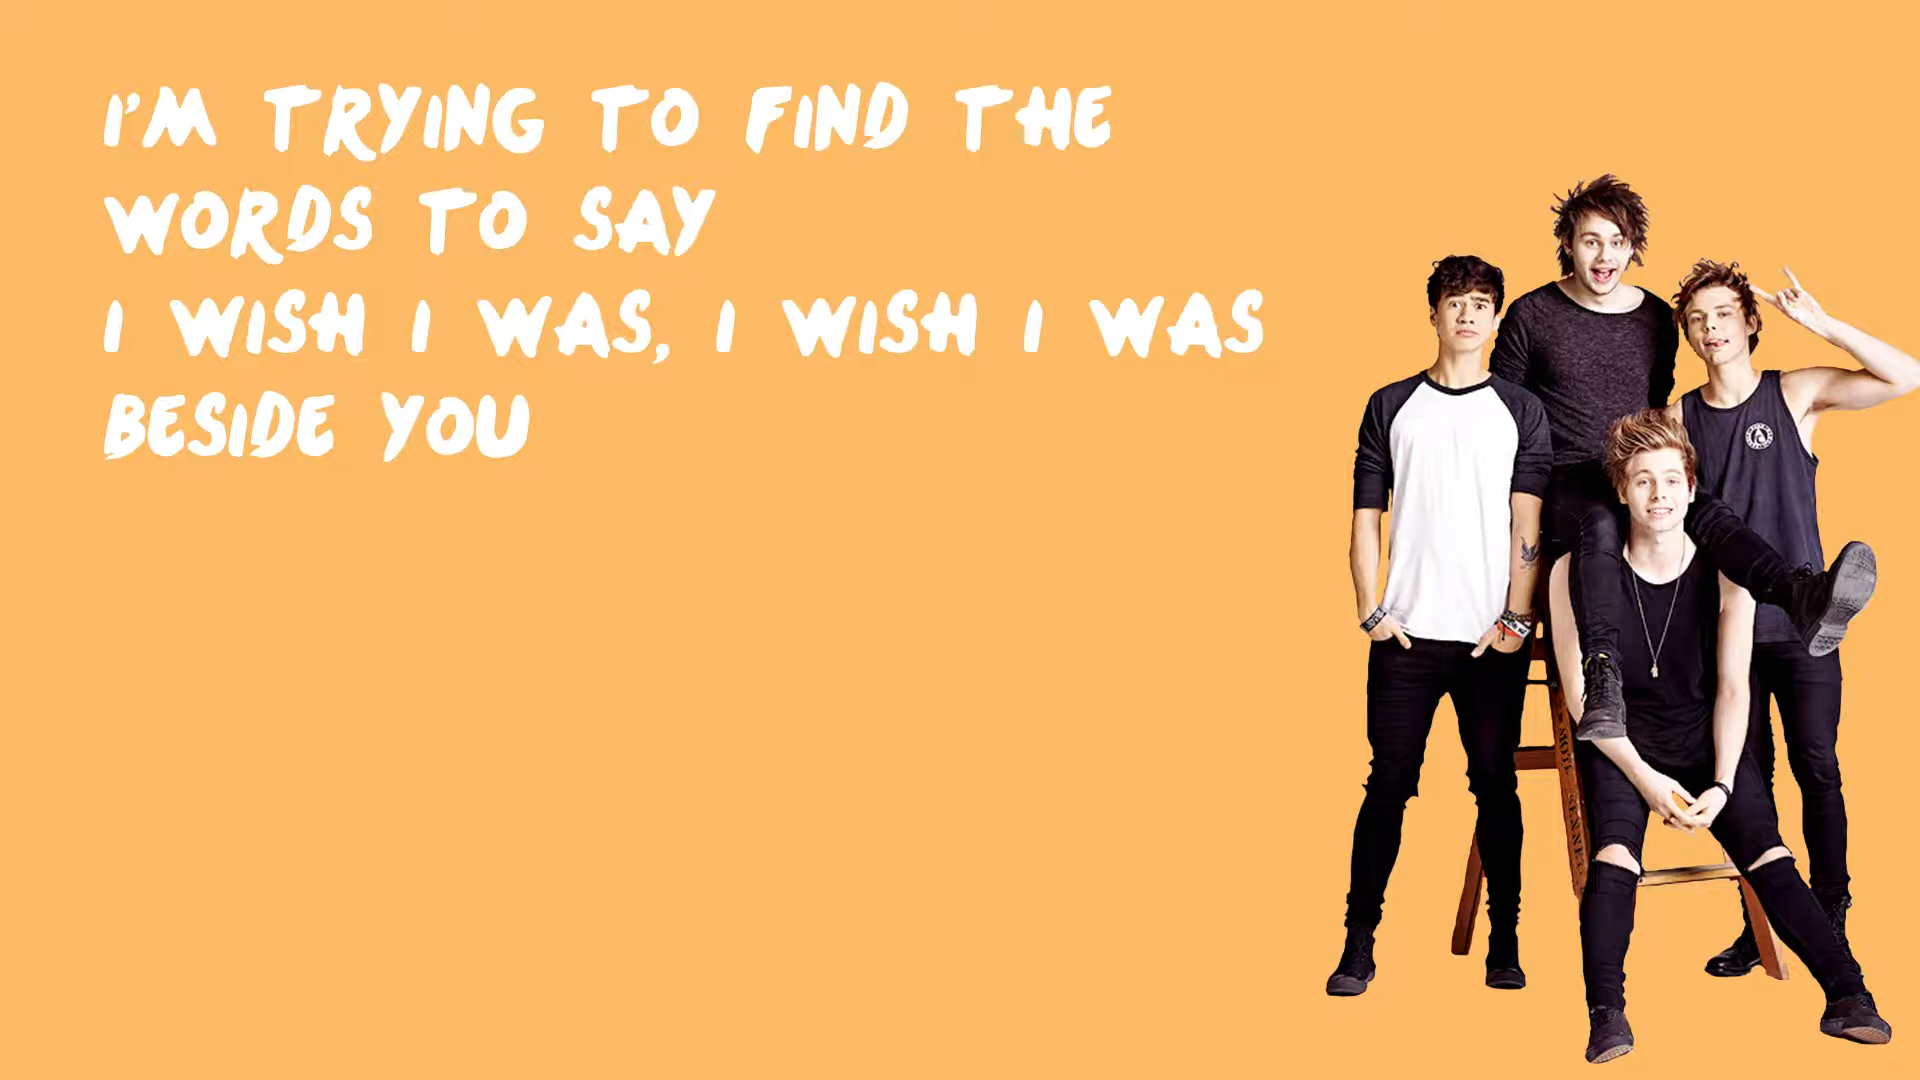 I'M TRYING TO FIND THE
WORDS TO SAY
I WISH I WAS, I WISH I WAS
BESIDE YOU